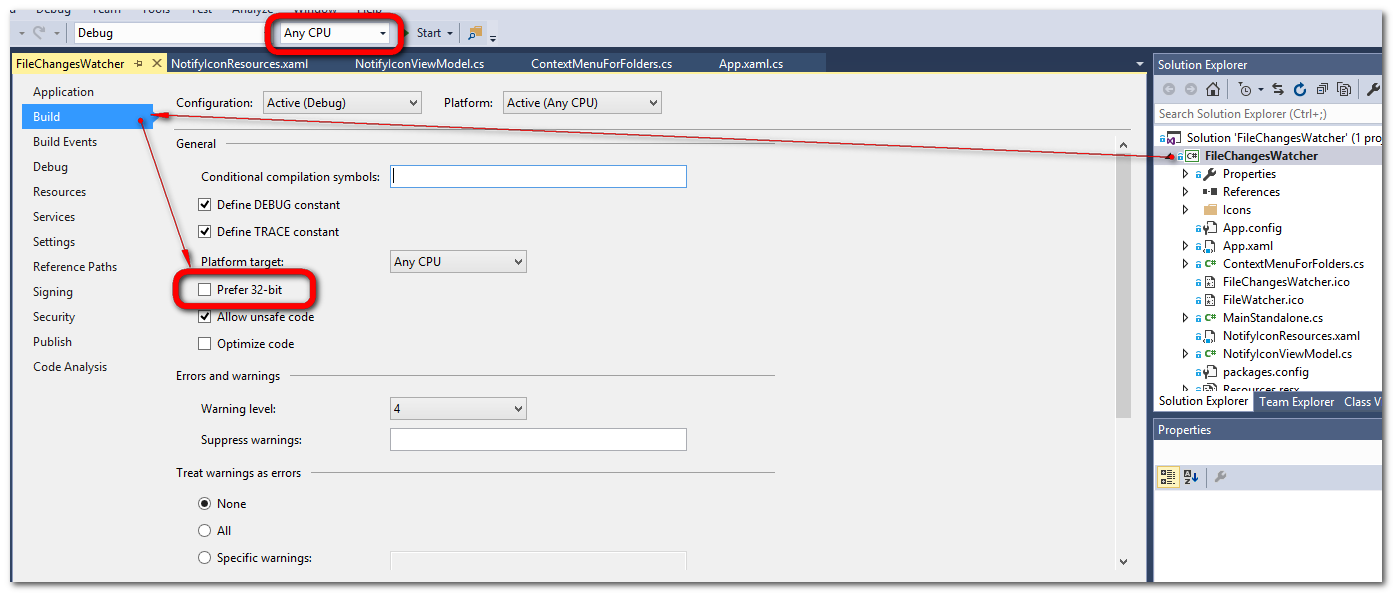 Debug Team Tools Test Analyze Window Help
Debug Any CPU Start
FileChangesWatcher NotifyIconResources.xaml NotifyIconViewModel.cs ContextMenuForFolders.cs App.xaml.cs
Application
Build
Build Events
Debug
Resources
Services
Settings
Reference Paths
Signing
Security
Publish
Code Analysis
Configuration: Active (Debug) Platform: Active (Any CPU)
General
Conditional compilation symbols:
Define DEBUG constant
Define TRACE constant
Platform target: Any CPU
Prefer 32-bit
Allow unsafe code
Optimize code
Errors and warnings
Warning level: 4
Suppress warnings:
Treat warnings as errors
None
All
Specific warnings:
Solution Explorer
Search Solution Explorer (Ctrl+;)
Solution 'FileChangesWatcher' (1 proj
C# FileChangesWatcher
Properties
References
Icons
App.config
App.xaml
C# ContextMenuForFolders.cs
FileChangesWatcher.ico
FileWatcher.ico
C# MainStandalone.cs
NotifyIconResources.xaml
C# NotifyIconViewModel.cs
packages.config
Resources.resx
Solution Explorer Team Explorer Class V
Properties